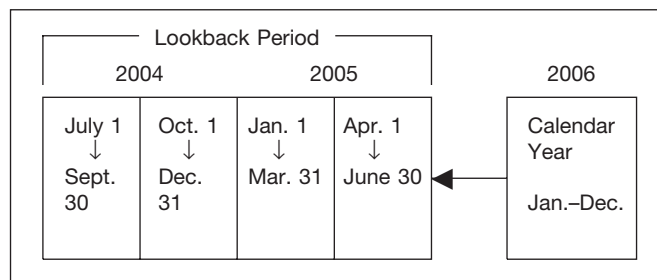 Lookback Period
2004 2005 2006
July 1 Oct. 1 Jan. 1 Apr. 1 Calendar
↓ ↓ ↓ ↓ Year
Sept. Dec. Mar. 31 June 30
30 31 Jan.–Dec.